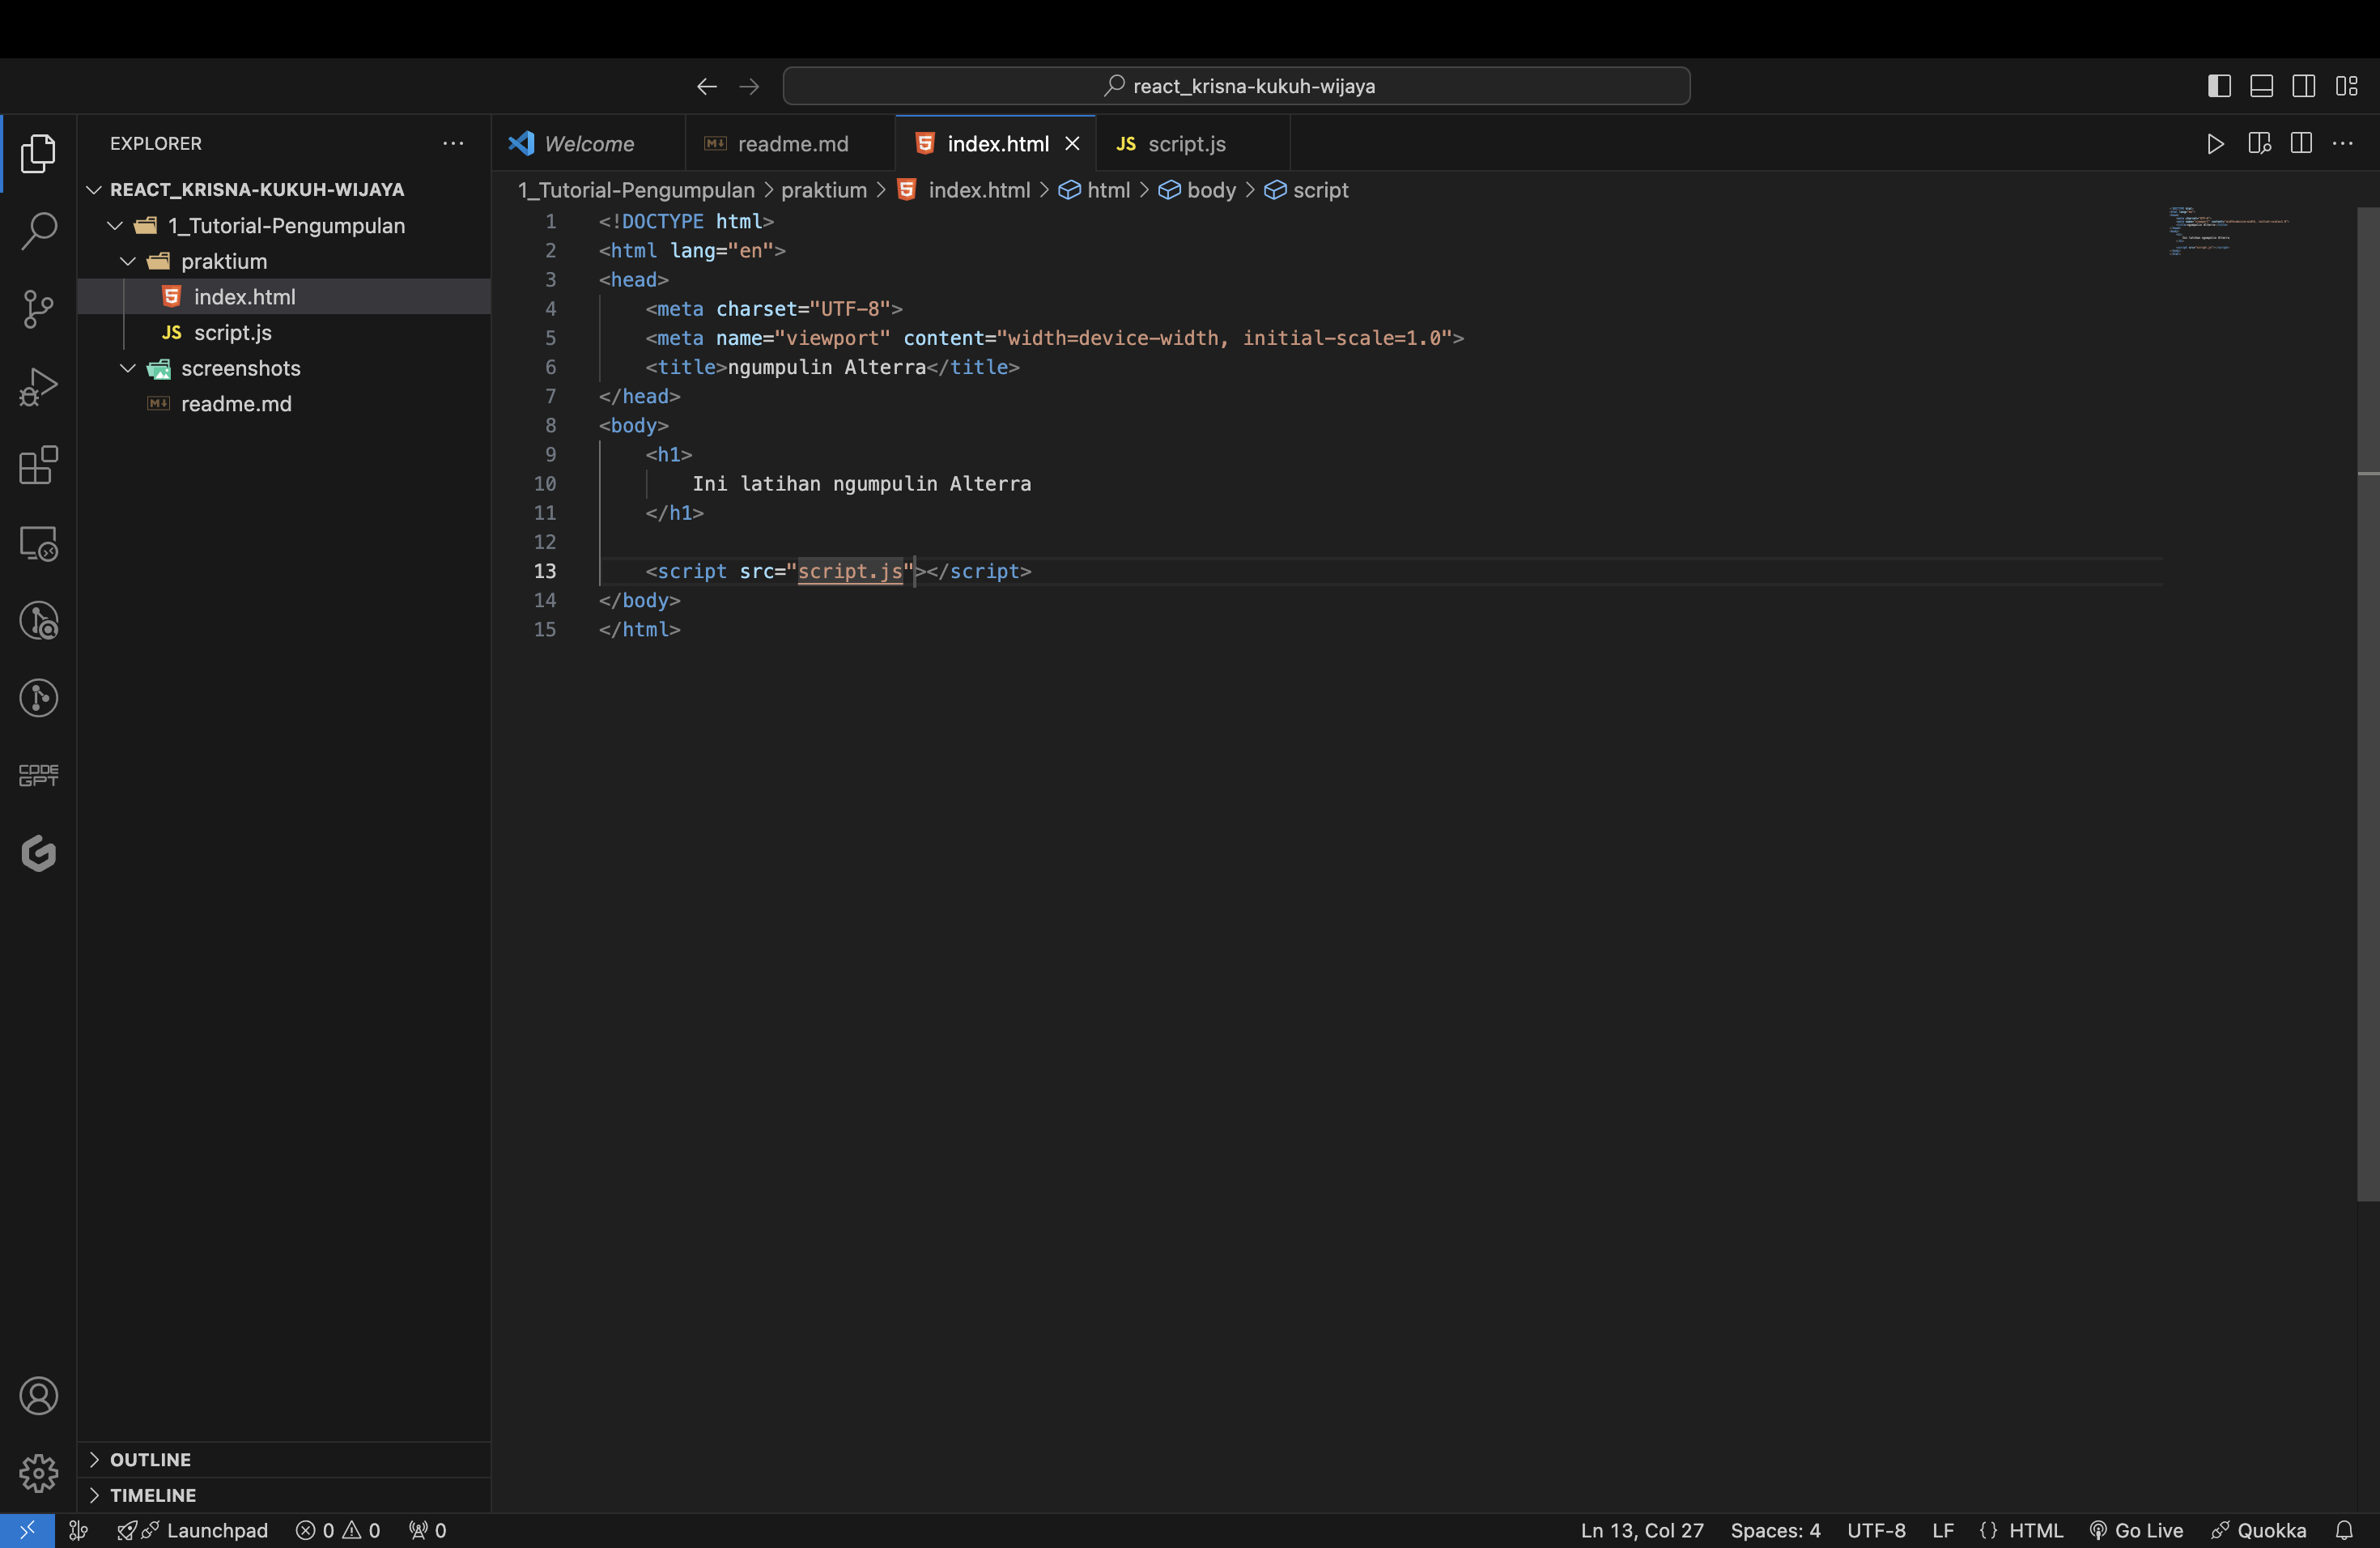 react_krisna-kukuh-wijaya
EXPLORER
Welcome
readme.md
index.html
JS script.js
REACT_KRISNA-KUKUH-WIJAYA
1_Tutorial-Pengumpulan
praktium
index.html
JS script.js
screenshots
readme.md
1_Tutorial-Pengumpulan > praktium > index.html > html > body > script
1 <!DOCTYPE html>
2 <html lang="en">
3 <head>
4 <meta charset="UTF-8">
5 <meta name="viewport" content="width=device-width, initial-scale=1.0">
6 <title>ngumpulin Alterra</title>
7 </head>
8 <body>
9 <h1>
10 Ini latihan ngumpulin Alterra
11 </h1>
12
13 <script src="script.js"></script>
14 </body>
15 </html>
CODE
GPT
OUTLINE
TIMELINE
Launchpad 0 0 0 Ln 13, Col 27 Spaces: 4 UTF-8 LF {} HTML Go Live Quokka